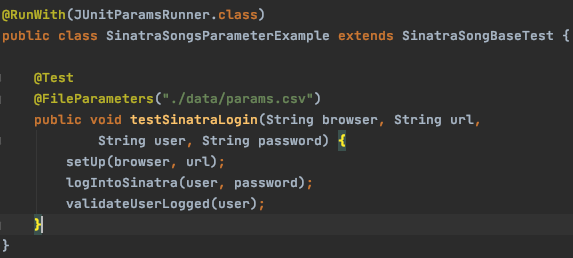 @RunWith(JUnitParamsRunner.class)
public class SinatraSongsParameterExample extends SinatraSongBaseTest {
@Test
@FileParameters("./data/params.csv")
public void testSinatraLogin(String browser, String url,
String user, String password) {
setUp(browser, url);
logIntoSinatra(user, password);
validateUserLogged(user);
}
}